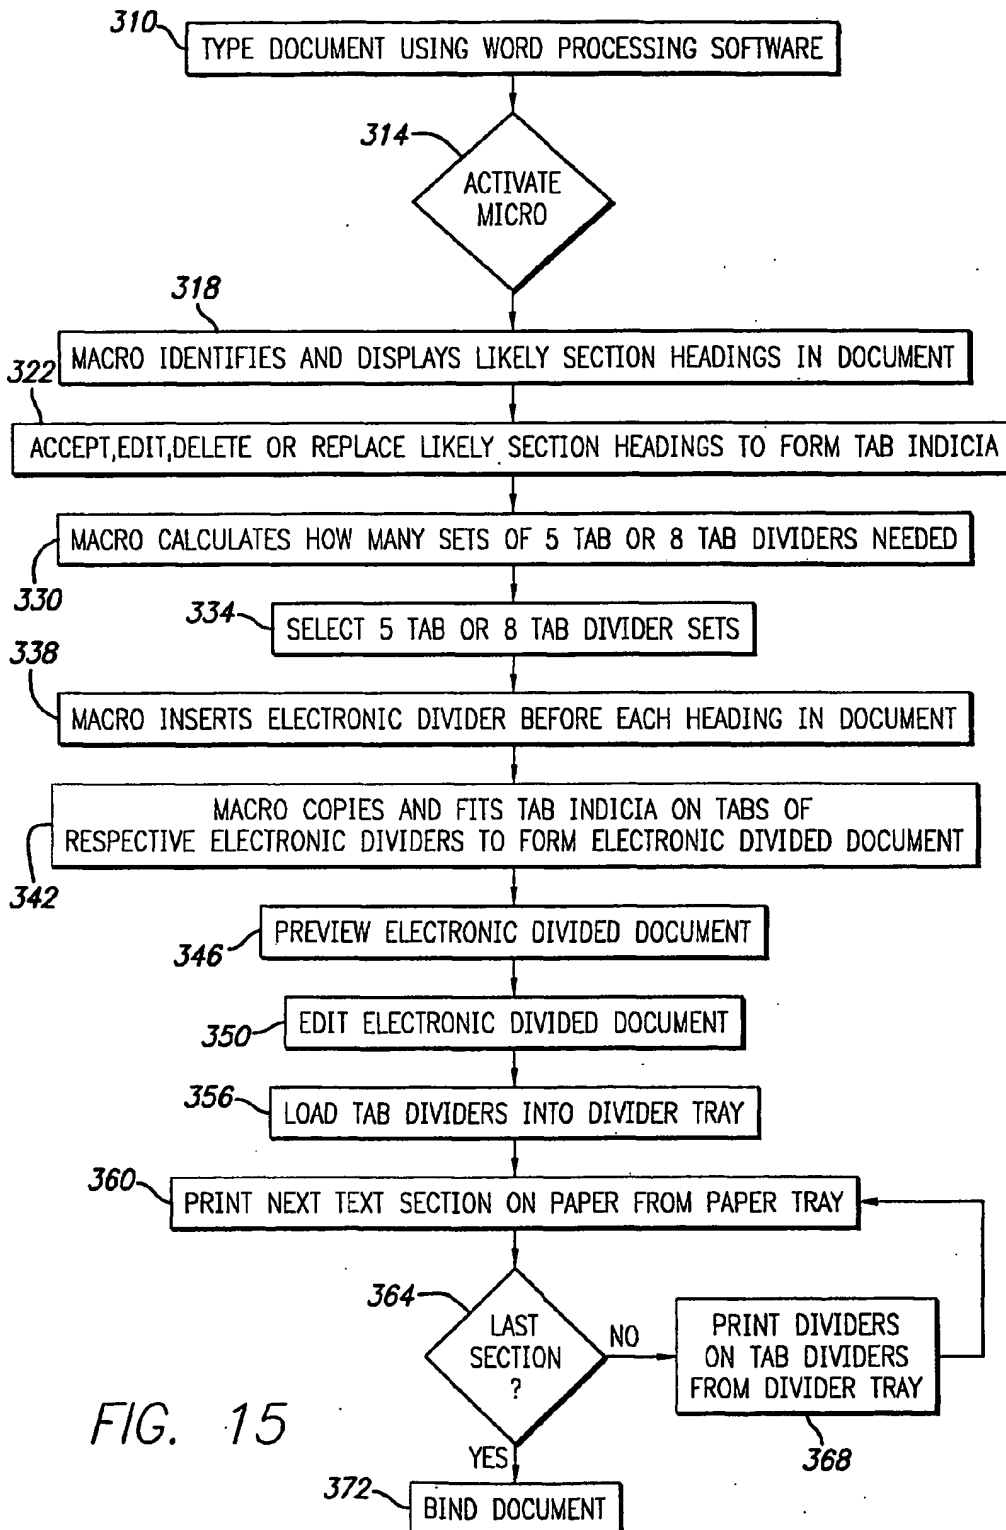 310
TYPE DOCUMENT USING WORD PROCESSING SOFTWARE
314
ACTIVATE
MICRO
318
MACRO IDENTIFIES AND DISPLAYS LIKELY SECTION HEADINGS IN DOCUMENT
322
ACCEPT,EDIT,DELETE OR REPLACE LIKELY SECTION HEADINGS TO FORM TAB INDICIA
MACRO CALCULATES HOW MANY SETS OF 5 TAB OR 8 TAB DIVIDERS NEEDED
330
334
SELECT 5 TAB OR 8 TAB DIVIDER SETS
338
MACRO INSERTS ELECTRONIC DIVIDER BEFORE EACH HEADING IN DOCUMENT
MACRO COPIES AND FITS TAB INDICIA ON TABS OF
RESPECTIVE ELECTRONIC DIVIDERS TO FORM ELECTRONIC DIVIDED DOCUMENT
342
PREVIEW ELECTRONIC DIVIDED DOCUMENT
346
EDIT ELECTRONIC DIVIDED DOCUMENT
350
356
LOAD TAB DIVIDERS INTO DIVIDER TRAY
360
PRINT NEXT TEXT SECTION ON PAPER FROM PAPER TRAY
364
LAST
SECTION
?
NO
PRINT DIVIDERS
ON TAB DIVIDERS
FROM DIVIDER TRAY
368
YES
372
BIND DOCUMENT
FIG. 15